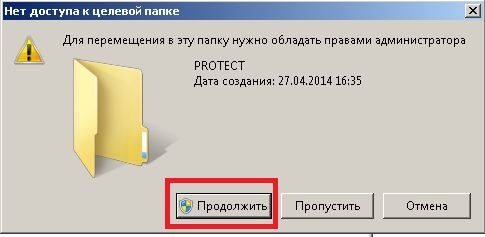 Нет доступа к целевой папке
Для перемещения в эту папку нужно обладать правами администратора
PROTECT
Дата создания: 27.04.2014 16:35
Продолжить Пропустить Отмена